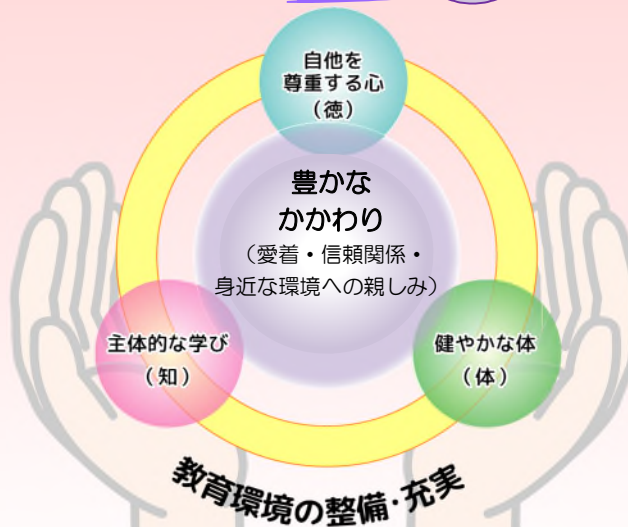 自他を
尊重する心
（徳）
豊かな
かかわり
（愛着・信頼関係・
身近な環境への親しみ）
主体的な学び
（知）
健やかな体
（体）
教育環境の整備・充実